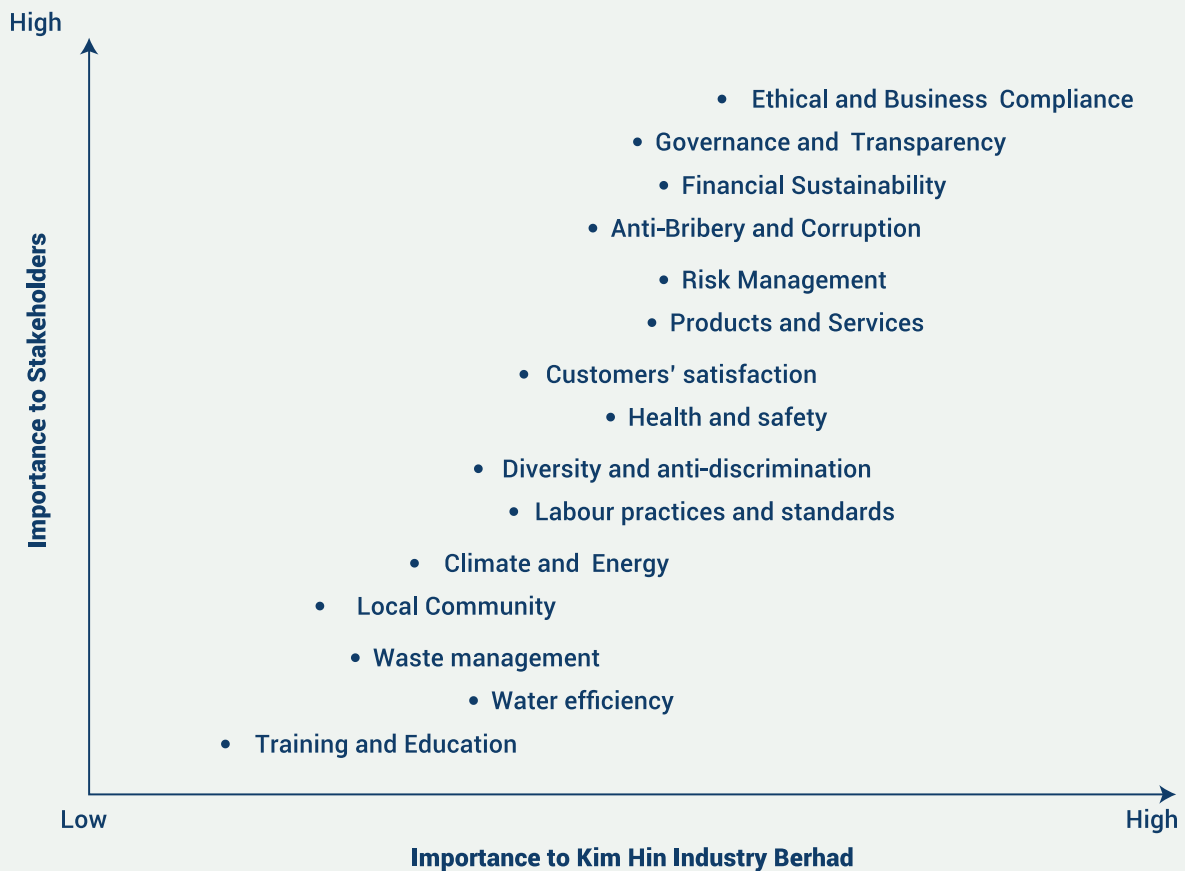 High
Importance to Stakeholders
• Ethical and Business Compliance
• Governance and Transparency
• Financial Sustainability
• Anti-Bribery and Corruption
• Risk Management
• Products and Services
• Customers' satisfaction
• Health and safety
• Diversity and anti-discrimination
• Labour practices and standards
• Climate and Energy
• Local Community
• Waste management
• Water efficiency
• Training and Education
Low
High
Importance to Kim Hin Industry Berhad